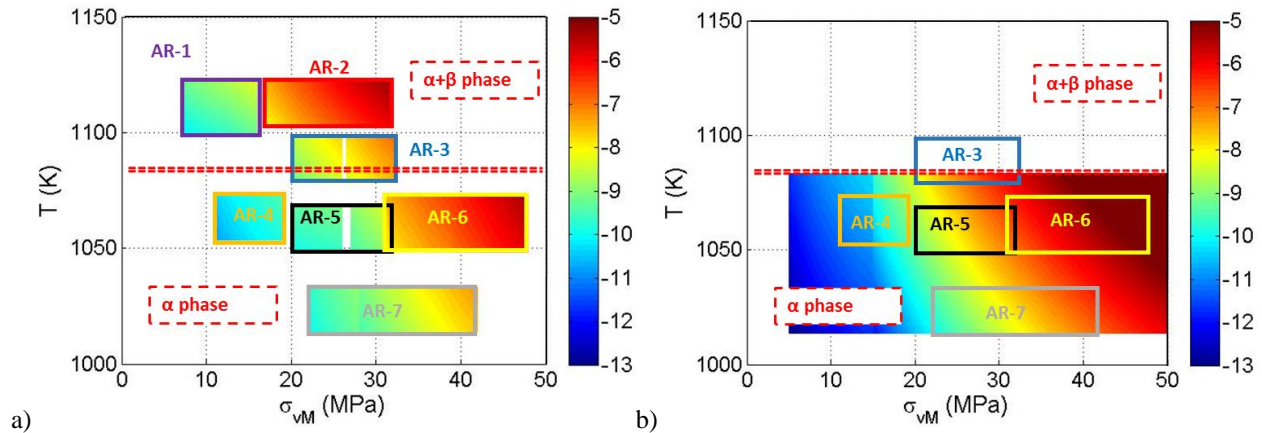 1150
1100
1050
1000
T (K)
0
10
20
30
40
50
σvM (MPa)
AR-1
AR-2
AR-3
AR-4
AR-5
AR-6
AR-7
α+β phase
α phase
-5
-6
-7
-8
-9
-10
-11
-12
-13
a)
1150
1100
1050
1000
T (K)
0
10
20
30
40
50
σvM (MPa)
AR-3
AR-4
AR-5
AR-6
AR-7
α+β phase
α phase
-5
-6
-7
-8
-9
-10
-11
-12
-13
b)